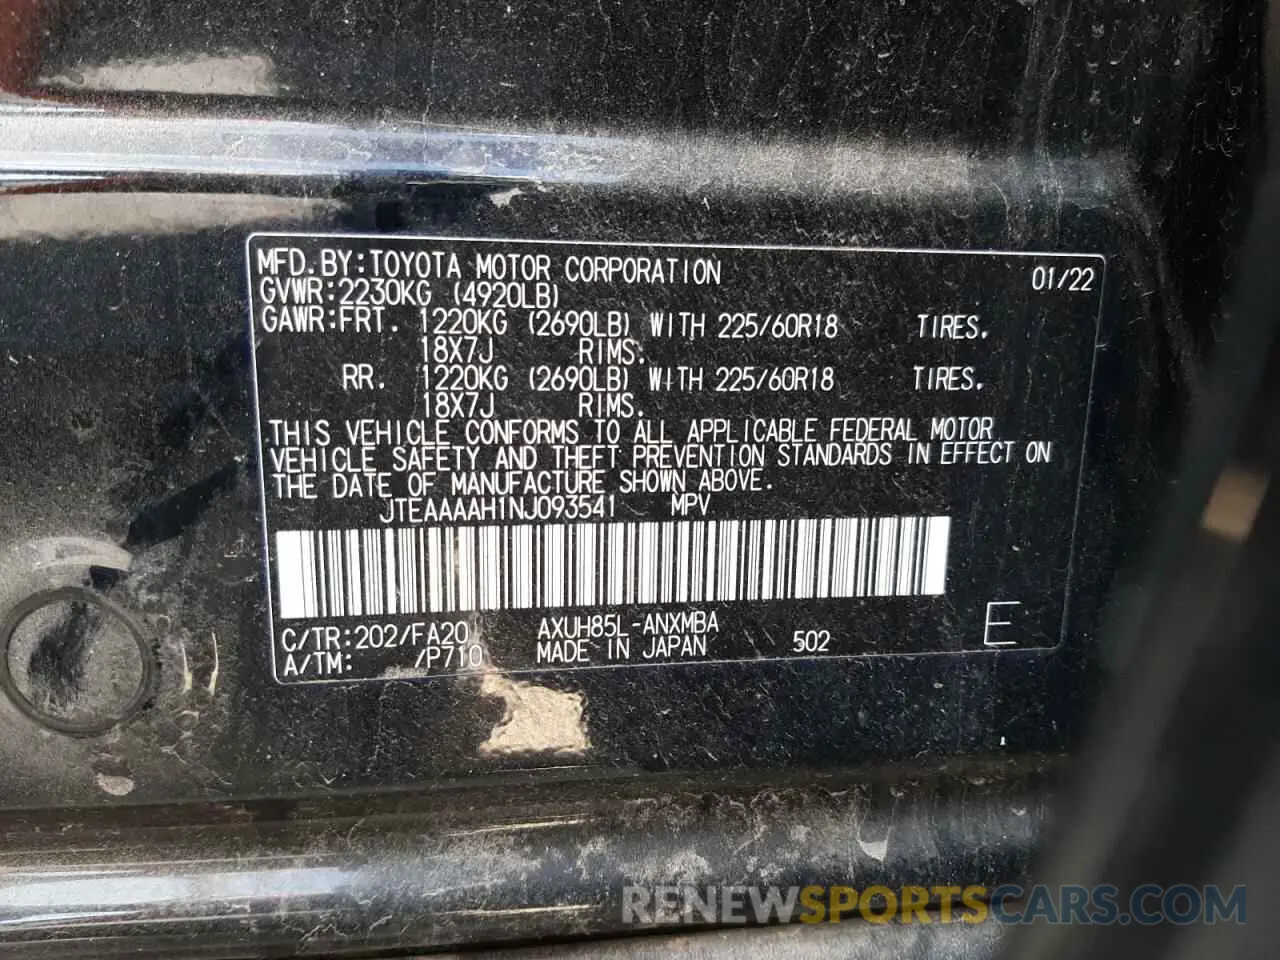 MFD.BY:TOYOTA MOTOR CORPORATION 01/22
GVWR:2230KG (4920LB)
GAWR:FRT. 1220KG (2690LB) WITH 225/60R18 TIRES.
18X7J RIMS.
RR. 1220KG (2690LB) WITH 225/60R18 TIRES.
18X7J RIMS.
THIS VEHICLE CONFORMS TO ALL APPLICABLE FEDERAL MOTOR
VEHICLE SAFETY AND THEFT PREVENTION STANDARDS IN EFFECT ON
THE DATE OF MANUFACTURE SHOWN ABOVE.
JTEAAAAH1NJ093541 MPV
C/TR:202/FA20 AXUH85L-ANXMBA
A/TM: /P710 MADE IN JAPAN 502 E
RENEWSPORTSCARS.COM